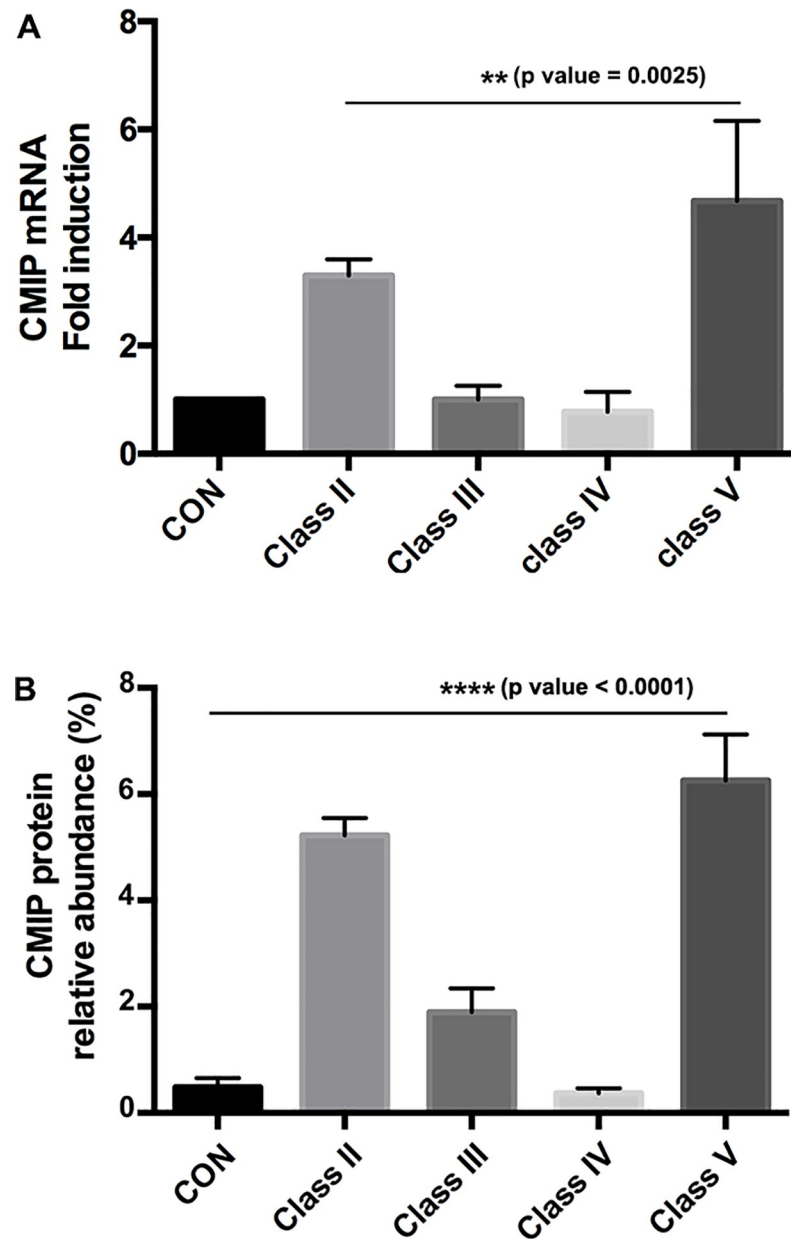 A
8
6
4
2
0
CMIP mRNA
Fold induction
** (p value = 0.0025)
CON
Class II
Class III
class IV
class V
B
8
6
4
2
0
CMIP protein
relative abundance (%)
**** (p value < 0.0001)
CON
Class II
Class III
Class IV
Class V